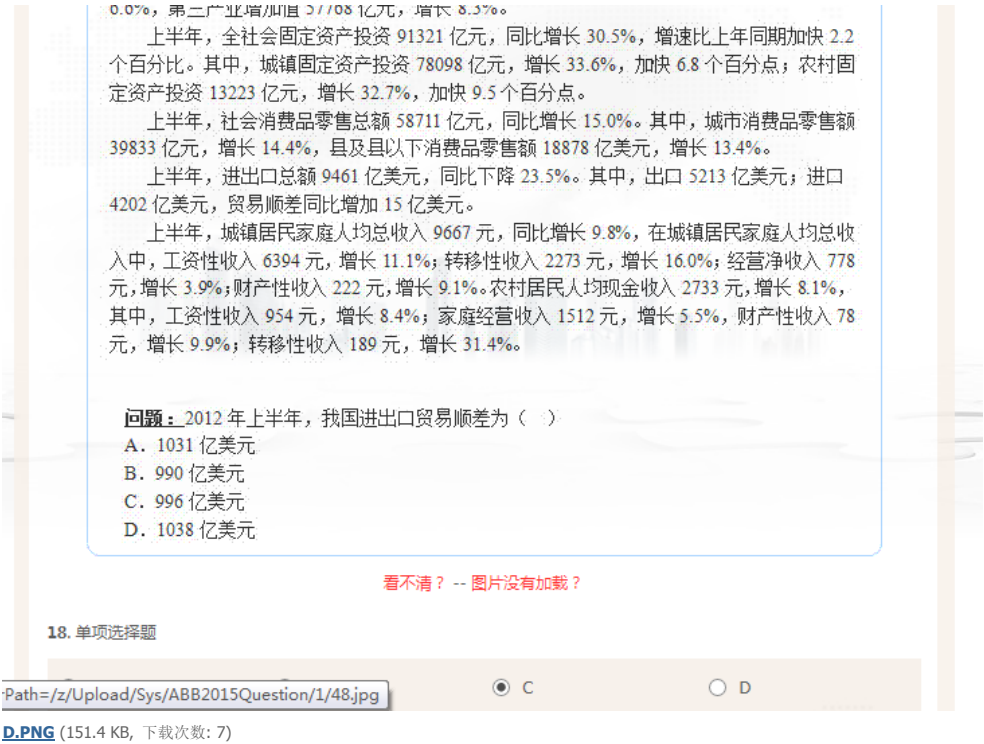 6.6%，第三产业增加值 57768 亿元，增长 8.3%。
上半年，全社会固定资产投资 91321 亿元，同比增长 30.5%，增速比上年同期加快 2.2
个百分比。其中，城镇固定资产投资 78098 亿元，增长 33.6%，加快 6.8 个百分点；农村固
定资产投资 13223 亿元，增长 32.7%，加快 9.5 个百分点。
上半年，社会消费品零售总额 58711 亿元，同比增长 15.0%。其中，城市消费品零售额
39833 亿元，增长 14.4%，县及县以下消费品零售额 18878 亿美元，增长 13.4%。
上半年，进出口总额 9461 亿美元，同比下降 23.5%。其中，出口 5213 亿美元；进口
4202 亿美元，贸易顺差同比增加 15 亿美元。
上半年，城镇居民家庭人均总收入 9667 元，同比增长 9.8%，在城镇居民家庭人均总收
入中，工资性收入 6394 元，增长 11.1%；转移性收入 2273 元，增长 16.0%；经营净收入 778
元，增长 3.9%；财产性收入 222 元，增长 9.1%。农村居民人均现金收入 2733 元，增长 8.1%，
其中，工资性收入 954 元，增长 8.4%；家庭经营收入 1512 元，增长 5.5%，财产性收入 78
元，增长 9.9%；转移性收入 189 元，增长 31.4%。
问题：2012 年上半年，我国进出口贸易顺差为（ ）
A．1031 亿美元
B．990 亿美元
C．996 亿美元
D．1038 亿美元
看不清？ -- 图片没有加载？
18. 单项选择题
C D
rPath=/z/Upload/Sys/ABB2015Question/1/48.jpg
D.PNG (151.4 KB, 下载次数: 7)